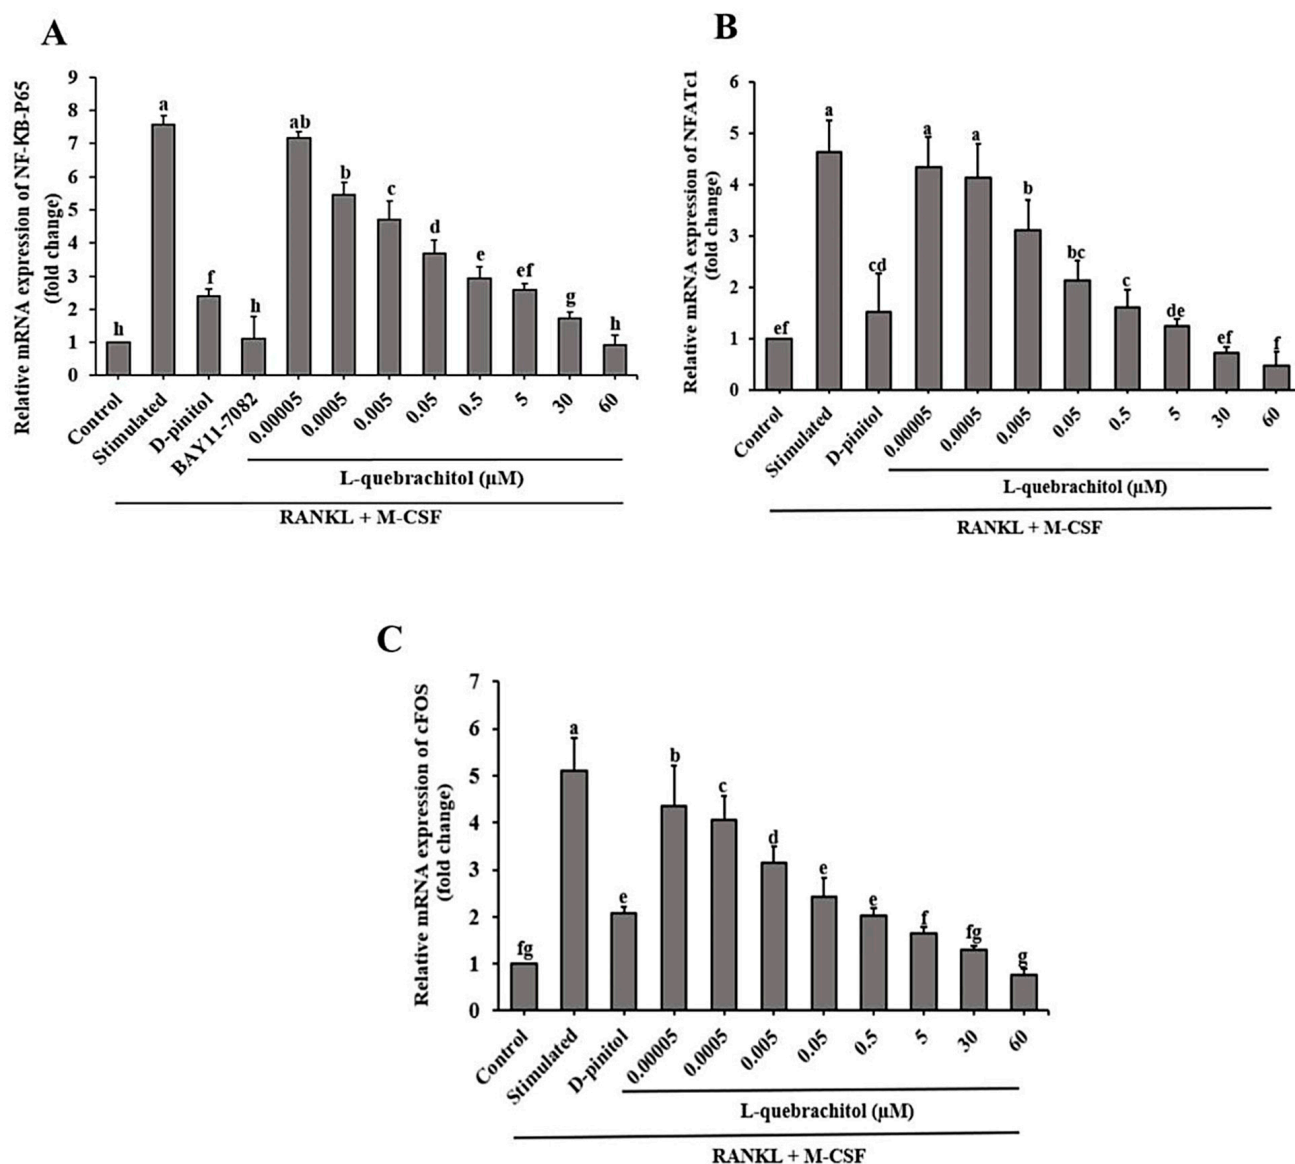 A
Relative mRNA expression of NF-KB-P65
(fold change)
9
8
7
6
5
4
3
2
1
0
h
a
f
h
ab
b
c
d
e
ef
g
h
Control
Stimulated
D-pinitol
BAY11-7082
0.00005
0.0005
0.005
0.05
0.5
5
30
60
L-quebrachitol (µM)
RANKL + M-CSF
B
Relative mRNA expression of NFATc1
(fold change)
6
5
4
3
2
1
0
ef
a
cd
a
a
b
bc
c
de
ef
f
Control
Stimulated
D-pinitol
0.00005
0.0005
0.005
0.05
0.5
5
30
60
L-quebrachitol (µM)
RANKL + M-CSF
C
Relative mRNA expression of cFOS
(fold change)
7
6
5
4
3
2
1
0
fg
a
e
b
c
d
e
e
f
fg
g
Control
Stimulated
D-pinitol
0.00005
0.0005
0.005
0.05
0.5
5
30
60
L-quebrachitol (µM)
RANKL + M-CSF